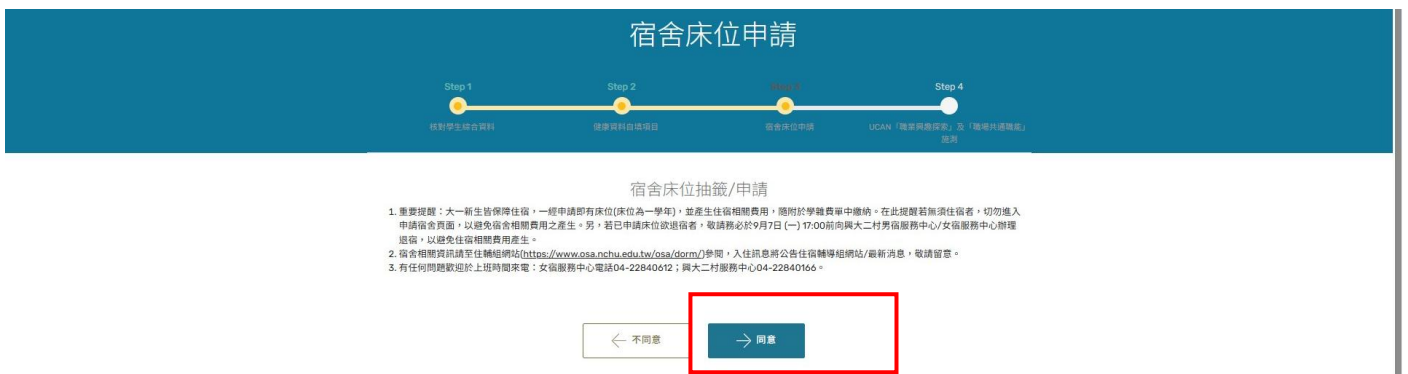 宿舍床位申請
Step 1 Step 2 Step 3 Step 4
核對學生綜合資料 健康資料自填項目 宿舍床位申請 UCAN「職業興趣探索」及「職場共通職能」
施測
宿舍床位抽籤/申請
1. 重要提醒：大一新生皆保障住宿，一經申請即有床位(床位為一學年)，並產生住宿相關費用，隨附於學雜費單中繳納。在此提醒若無須住宿者，切勿進入
申請宿舍頁面，以避免宿舍相關費用之產生。另，若已申請床位欲退宿者，敬請務必於9月7日 (一) 17:00前向興大二村男宿服務中心/女宿服務中心辦理
退宿，以避免住宿相關費用產生。
2. 宿舍相關資訊請至住輔組網站(https://www.osa.nchu.edu.tw/osa/dorm/)參閱，入住訊息將公告住宿輔導組網站/最新消息，敬請留意。
3. 有任何問題歡迎於上班時間來電：女宿服務中心電話04-22840612；興大二村服務中心04-22840166。
← 不同意 → 同意